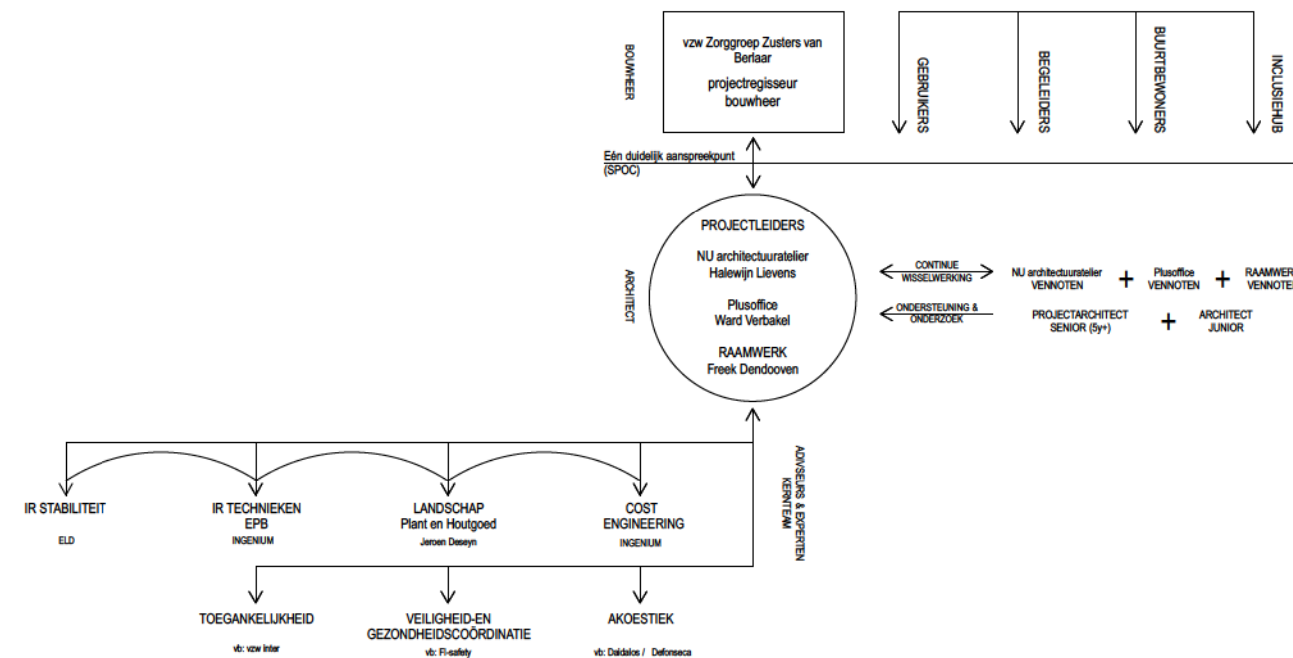 BOUWHEER
vzw Zorggroep Zusters van
Berlaar
projectregisseur
bouwheer
GEBRUIKERS
BEGELEIDERS
BUURTBEWONERS
INCLUSIEHUB
Eén duidelijk aanspreekpunt
(SPOC)
ARCHITECT
PROJECTLEIDERS
NU architectuuratelier
Halewijn Lievens
Plusoffice
Ward Verbakel
RAAMWERK
Freek Dendooven
CONTINUE
WISSELWERKING
NU architectuuratelier
VENNOTEN
+
Plusoffice
VENNOTEN
+
RAAMWER
VENNOTEN
ONDERSTEUNING &
ONDERZOEK
PROJECTARCHITECT
SENIOR (5y+)
+
ARCHITECT
JUNIOR
ADIVSEURS & EXPERTEN
KERNTEAM
IR STABILITEIT
ELD
IR TECHNIEKEN
EPB
INGENIUM
LANDSCHAP
Plant en Houtgoed
Jeroen Deseyn
COST
ENGINEERING
INGENIUM
TOEGANKELIJKHEID
vb: vzw inter
VEILIGHEID-EN
GEZONDHEIDSCOÖRDINATIE
vb: FI-safety
AKOESTIEK
vb: Daidalos / Defonseca